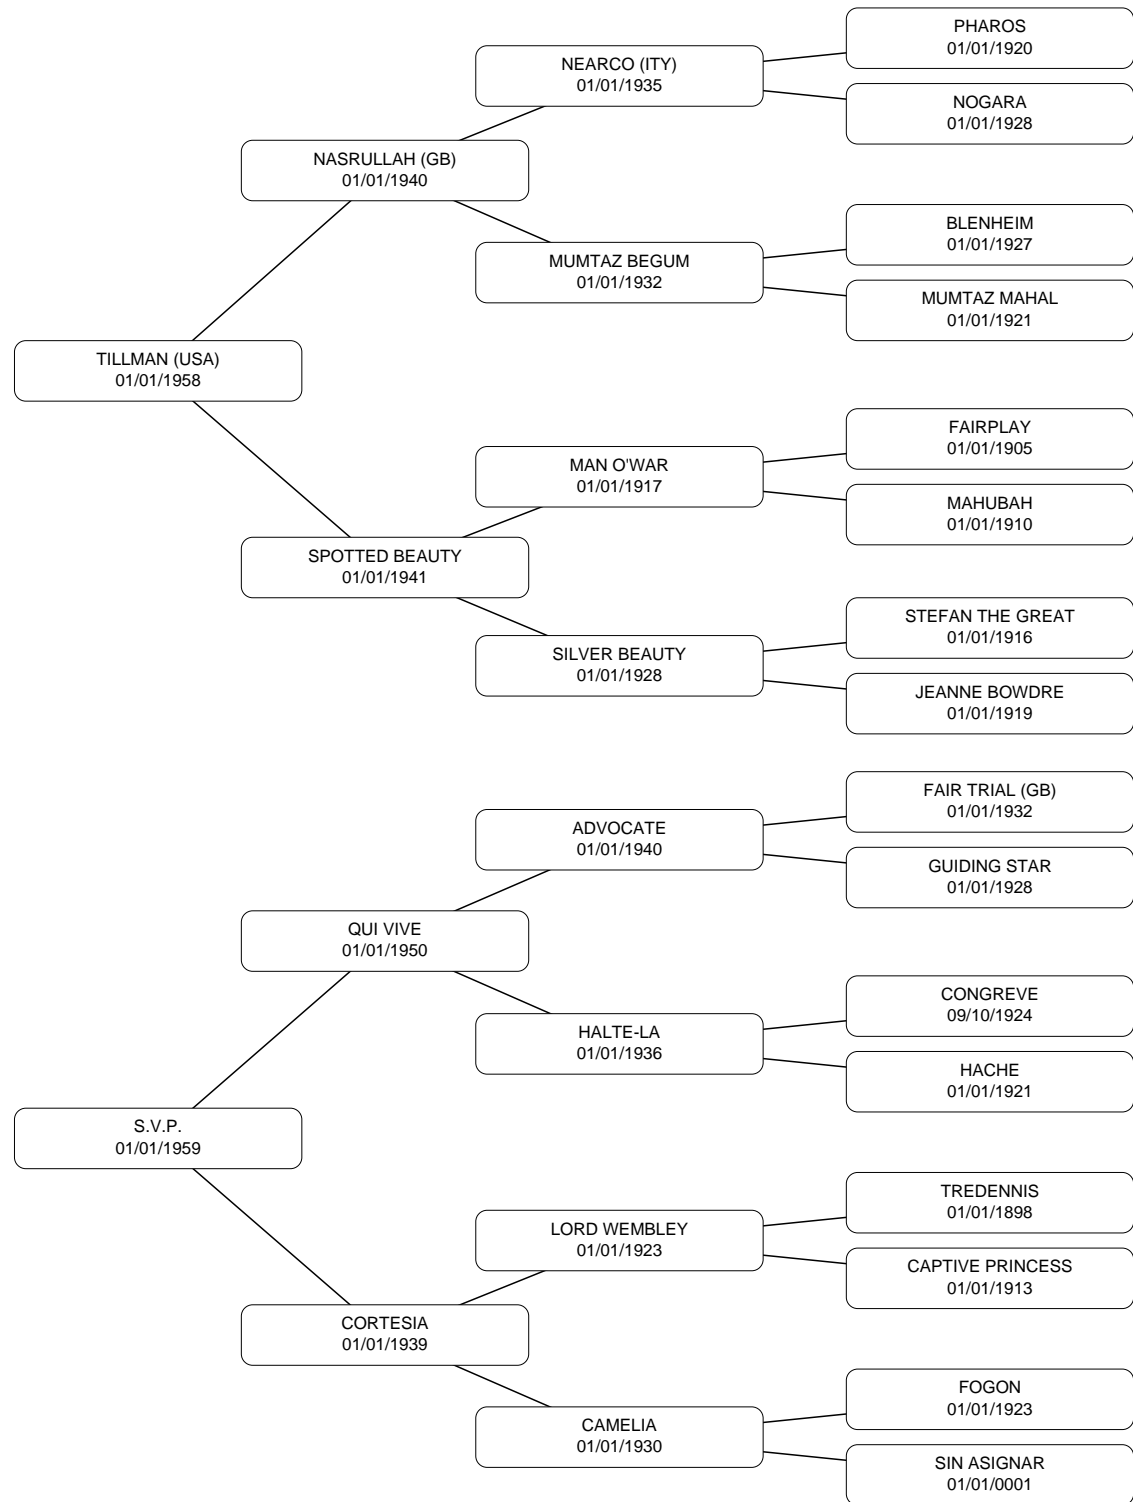 PHAROS
01/01/1920
NEARCO (ITY)
01/01/1935
NOGARA
01/01/1928
NASRULLAH (GB)
01/01/1940
BLENHEIM
01/01/1927
MUMTAZ BEGUM
01/01/1932
MUMTAZ MAHAL
01/01/1921
TILLMAN (USA)
01/01/1958
FAIRPLAY
01/01/1905
MAN O'WAR
01/01/1917
MAHUBAH
01/01/1910
SPOTTED BEAUTY
01/01/1941
STEFAN THE GREAT
01/01/1916
SILVER BEAUTY
01/01/1928
JEANNE BOWDRE
01/01/1919
FAIR TRIAL (GB)
01/01/1932
ADVOCATE
01/01/1940
GUIDING STAR
01/01/1928
QUI VIVE
01/01/1950
CONGREVE
09/10/1924
HALTE-LA
01/01/1936
HACHE
01/01/1921
S.V.P.
01/01/1959
TREDENNIS
01/01/1898
LORD WEMBLEY
01/01/1923
CAPTIVE PRINCESS
01/01/1913
CORTESIA
01/01/1939
FOGON
01/01/1923
CAMELIA
01/01/1930
SIN ASIGNAR
01/01/0001